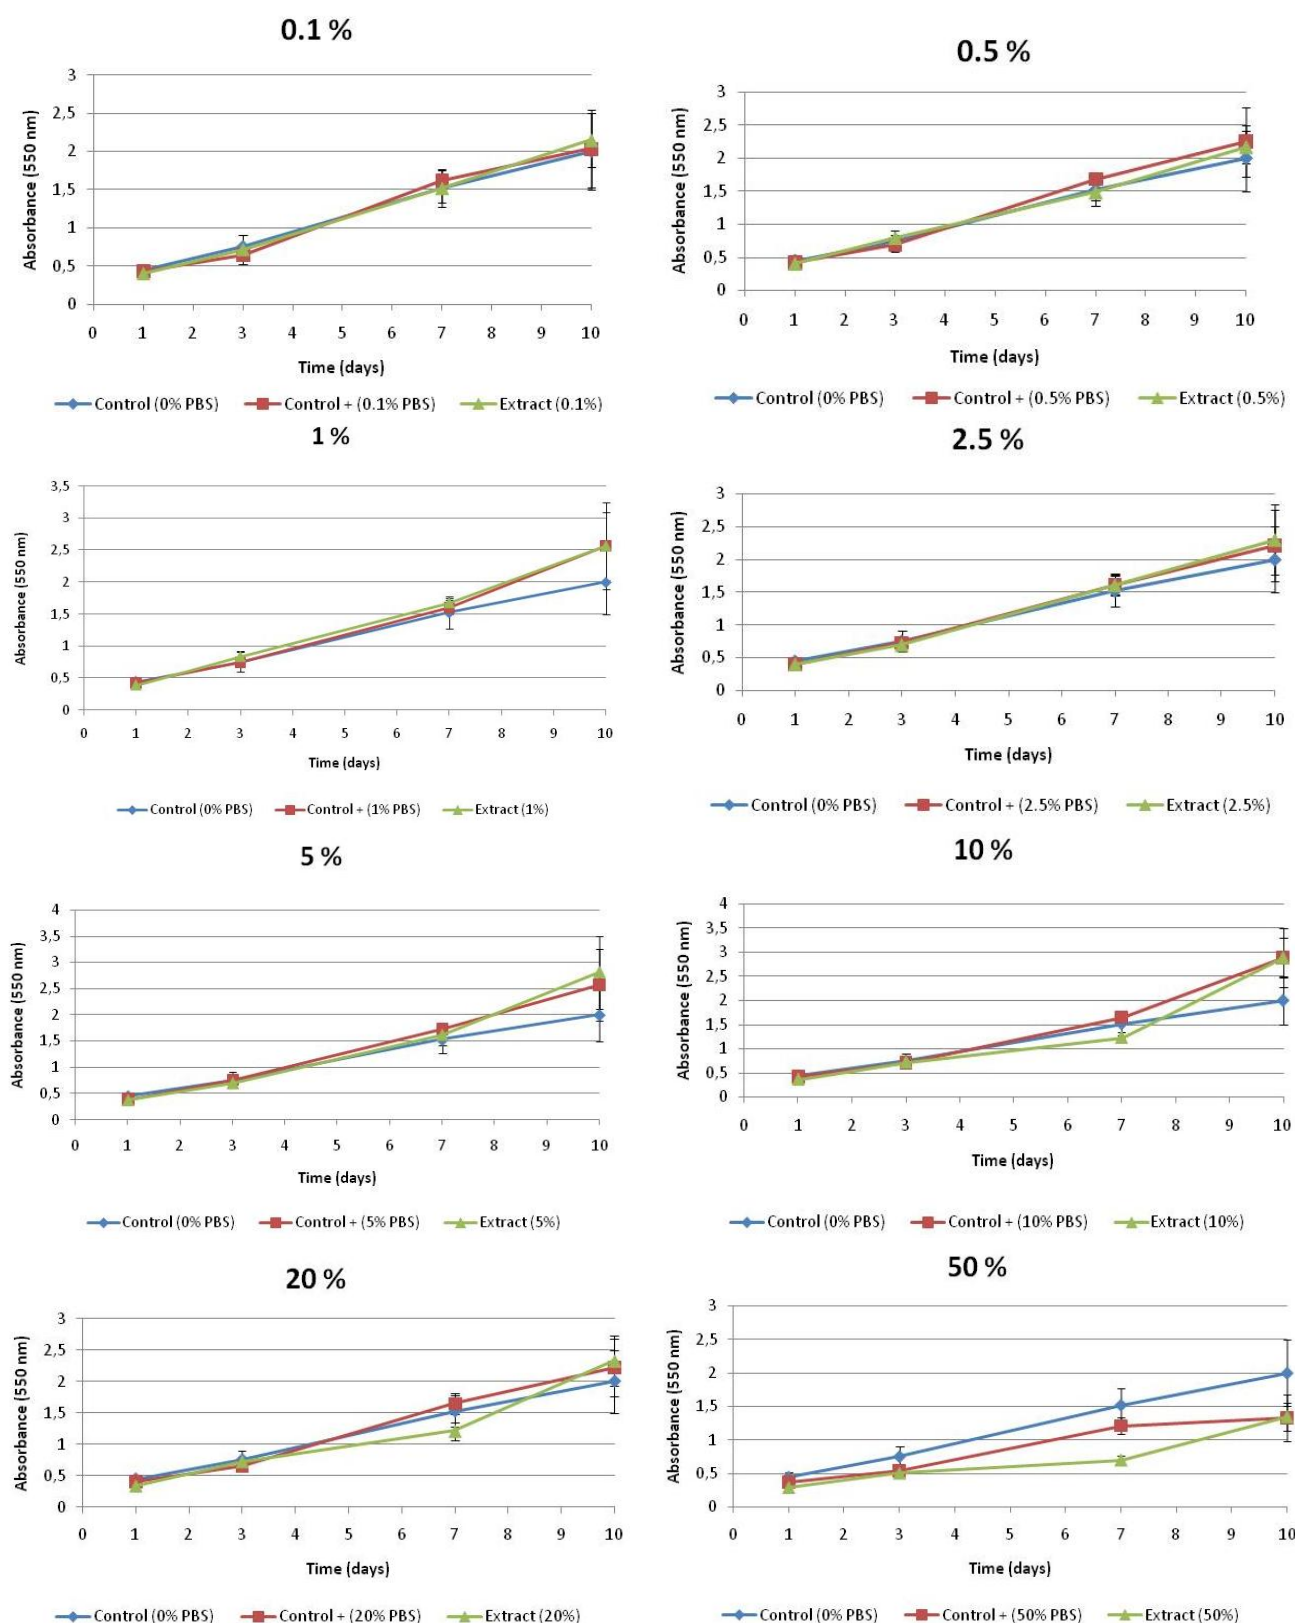 0.1 %
3
2,5
2
1,5
1
0,5
0
Absorbance (550 nm)
0 1 2 3 4 5 6 7 8 9 10
Time (days)
Control (0% PBS) Control + (0.1% PBS) Extract (0.1%)
0.5 %
3
2,5
2
1,5
1
0,5
0
Absorbance (550 nm)
0 1 2 3 4 5 6 7 8 9 10
Time (days)
Control (0% PBS) Control + (0.5% PBS) Extract (0.5%)
1 %
3,5
3
2,5
2
1,5
1
0,5
0
Absorbance (550 nm)
0 1 2 3 4 5 6 7 8 9 10
Time (days)
Control (0% PBS) Control + (1% PBS) Extract (1%)
2.5 %
3
2,5
2
1,5
1
0,5
0
Absorbance (550 nm)
0 1 2 3 4 5 6 7 8 9 10
Time (days)
Control (0% PBS) Control + (2.5% PBS) Extract (2.5%)
5 %
4
3,5
3
2,5
2
1,5
1
0,5
0
Absorbance (550 nm)
0 1 2 3 4 5 6 7 8 9 10
Time (days)
Control (0% PBS) Control + (5% PBS) Extract (5%)
10 %
4
3,5
3
2,5
2
1,5
1
0,5
0
Absorbance (550 nm)
0 1 2 3 4 5 6 7 8 9 10
Time (days)
Control (0% PBS) Control + (10% PBS) Extract (10%)
20 %
3
2,5
2
1,5
1
0,5
0
Absorbance (550 nm)
0 1 2 3 4 5 6 7 8 9 10
Time (days)
Control (0% PBS) Control + (20% PBS) Extract (20%)
50 %
3
2,5
2
1,5
1
0,5
0
Absorbance (550 nm)
0 1 2 3 4 5 6 7 8 9 10
Time (days)
Control (0% PBS) Control + (50% PBS) Extract (50%)